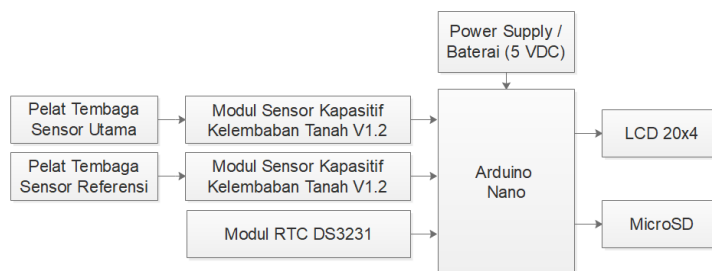 Power Supply /
Baterai (5 VDC)
Pelat Tembaga
Sensor Utama
Modul Sensor Kapasitif
Kelembaban Tanah V1.2
Pelat Tembaga
Sensor Referensi
Modul Sensor Kapasitif
Kelembaban Tanah V1.2
Modul RTC DS3231
Arduino
Nano
LCD 20x4
MicroSD